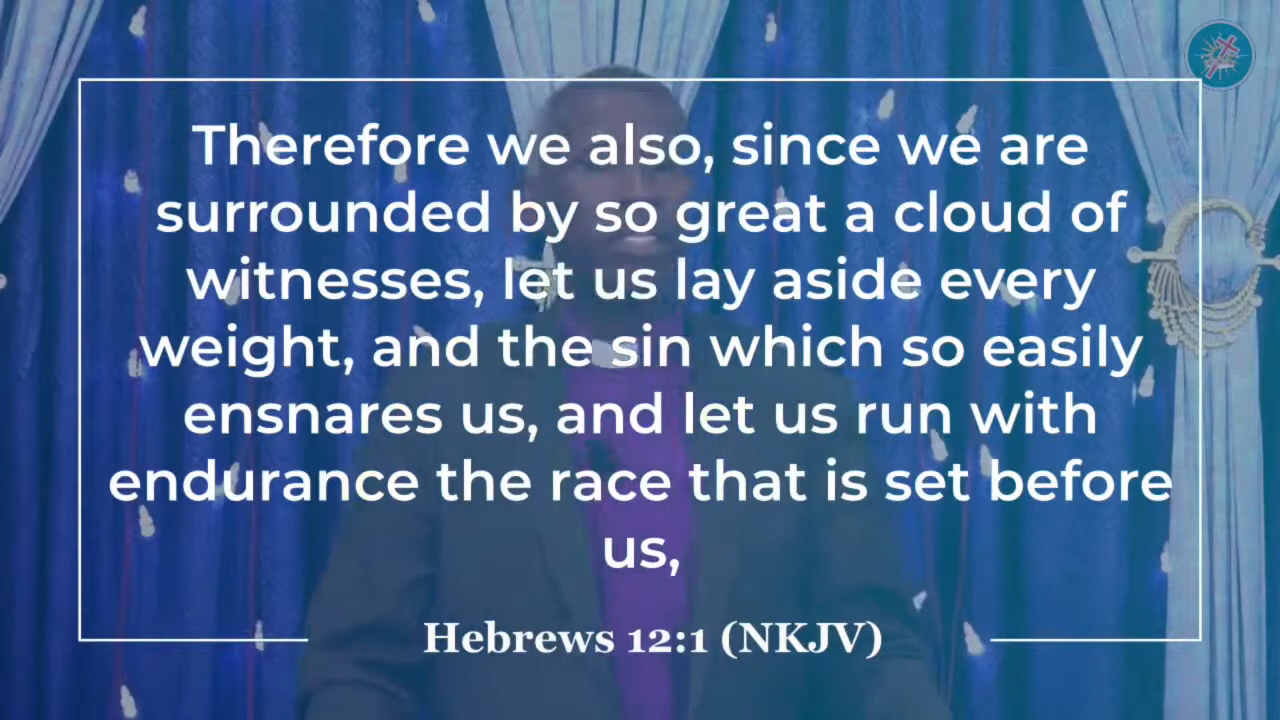 Therefore we also, since we are
surrounded by so great a cloud of
witnesses, let us lay aside every
weight, and the sin which so easily
ensnares us, and let us run with
endurance the race that is set before
us,
Hebrews 12:1 (NKJV)